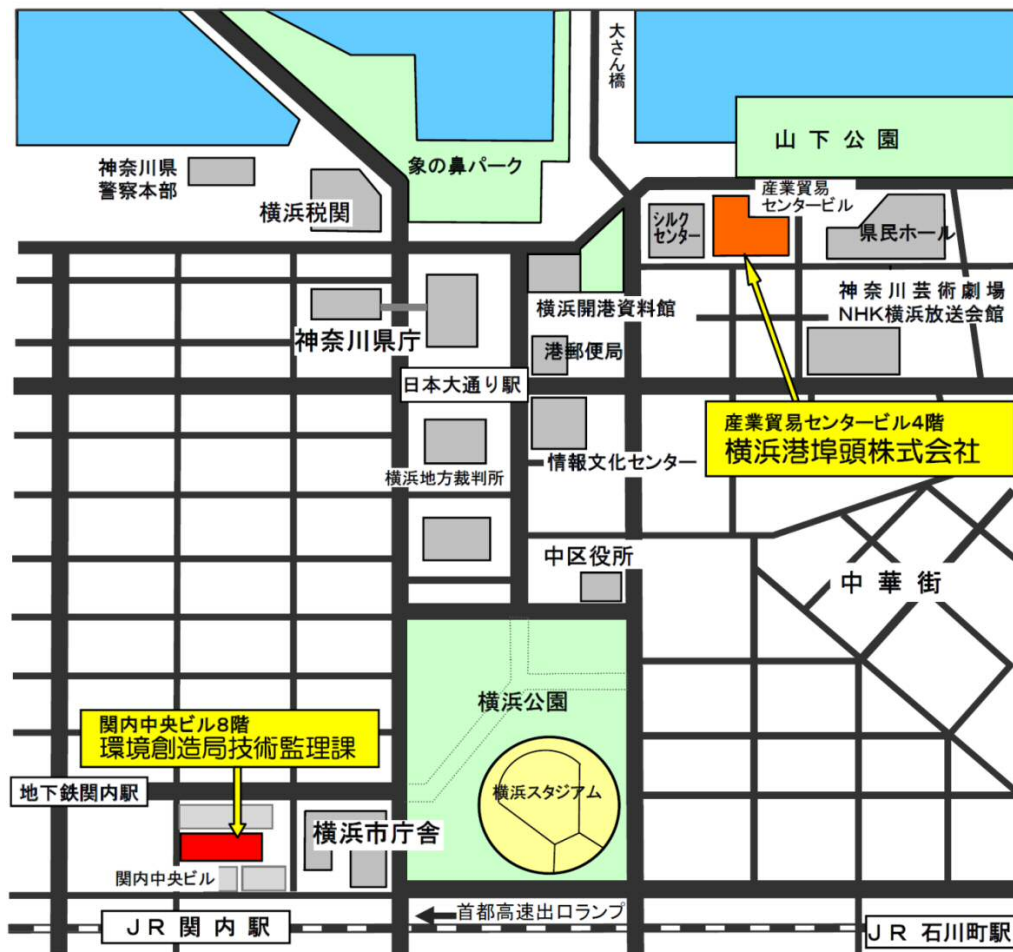 大さん橋
山下公園
神奈川県
警察本部
象の鼻パーク
産業貿易
センタービル
横浜税関
シルク
センター
県民ホール
横浜開港資料館
神奈川芸術劇場
NHK横浜放送会館
神奈川県庁
港郵便局
日本大通り駅
産業貿易センタービル4階
横浜港埠頭株式会社
情報文化センター
横浜地方裁判所
中区役所
中華街
横浜公園
関内中央ビル8階
環境創造局技術監理課
地下鉄関内駅
横浜スタジアム
横浜市庁舎
関内中央ビル
首都高速出口ランプ
JR関内駅
JR 石川町駅